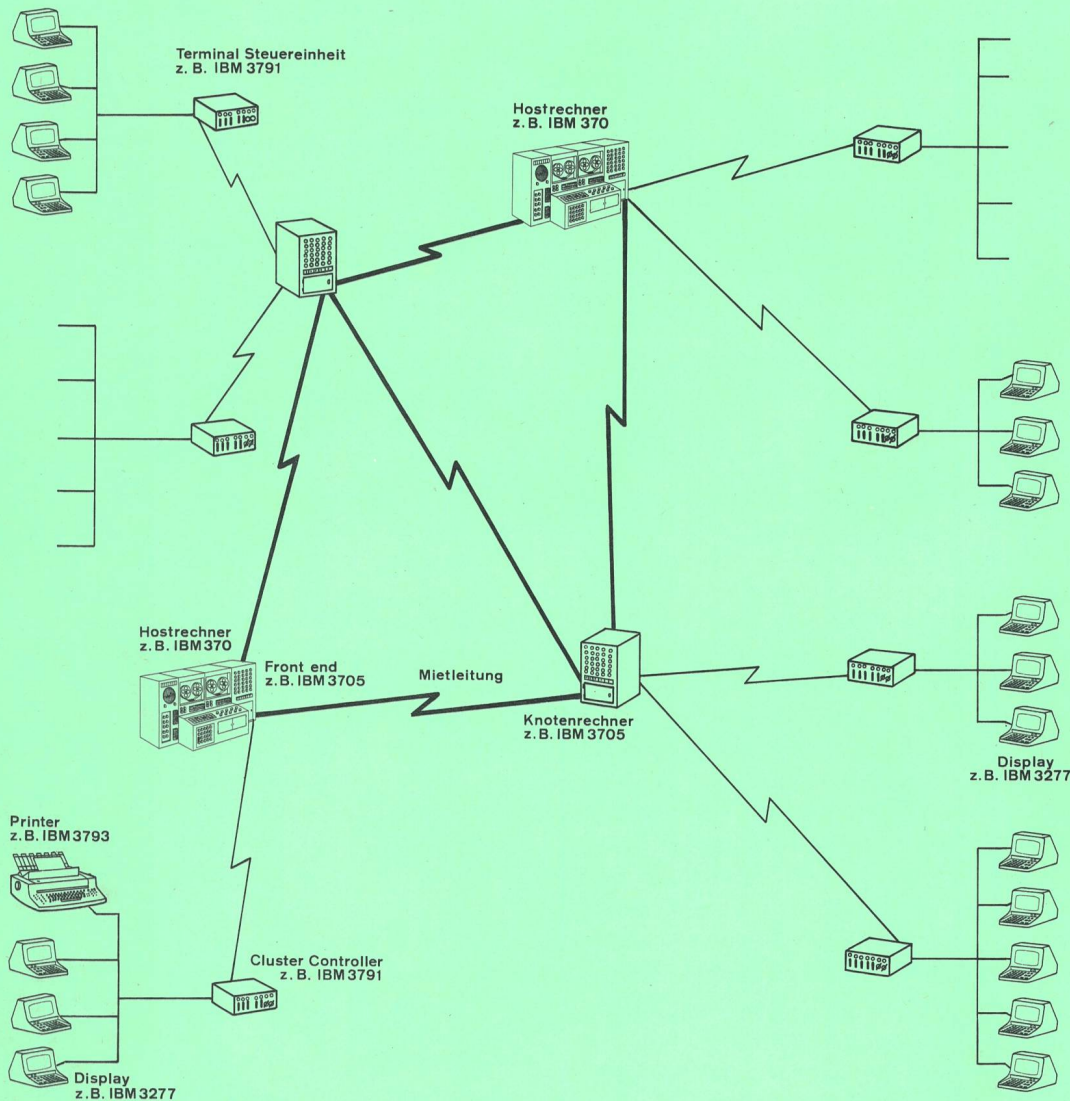 Terminal Steuereinheit
z. B. IBM 3791
Hostrechner
z. B. IBM 370
Hostrechner
z. B. IBM 370
Front end
z. B. IBM 3705
Mietleitung
Knotenrechner
z. B. IBM 3705
Display
z. B. IBM 3277
Printer
z. B. IBM 3793
Cluster Controller
z. B. IBM 3791
Display
z. B. IBM 3277